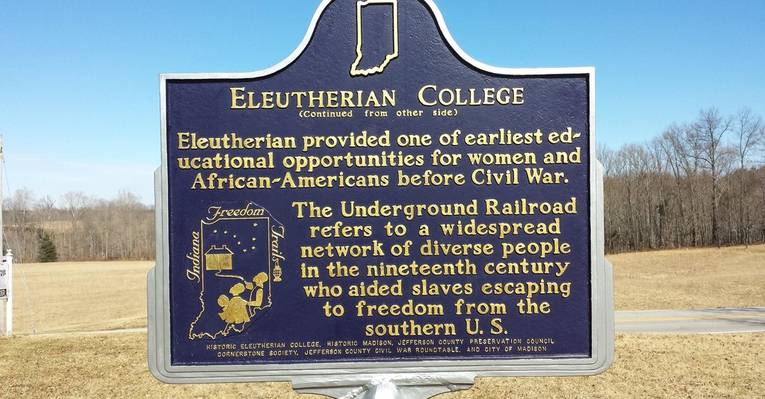 ELEUTHERIAN COLLEGE
(Continued from other side)
Eleutherian provided one of earliest ed-
ucational opportunities for women and
African-Americans before Civil War.
Indiana Freedom Trails
The Underground Railroad
refers to a widespread
network of diverse people
in the nineteenth century
who aided slaves escaping
to freedom from the
southern U. S.
HISTORIC ELEUTHERIAN COLLEGE, HISTORIC MADISON, JEFFERSON COUNTY PRESERVATION COUNCIL
CORNERSTONE SOCIETY, JEFFERSON COUNTY CIVIL WAR ROUNDTABLE, AND CITY OF MADISON